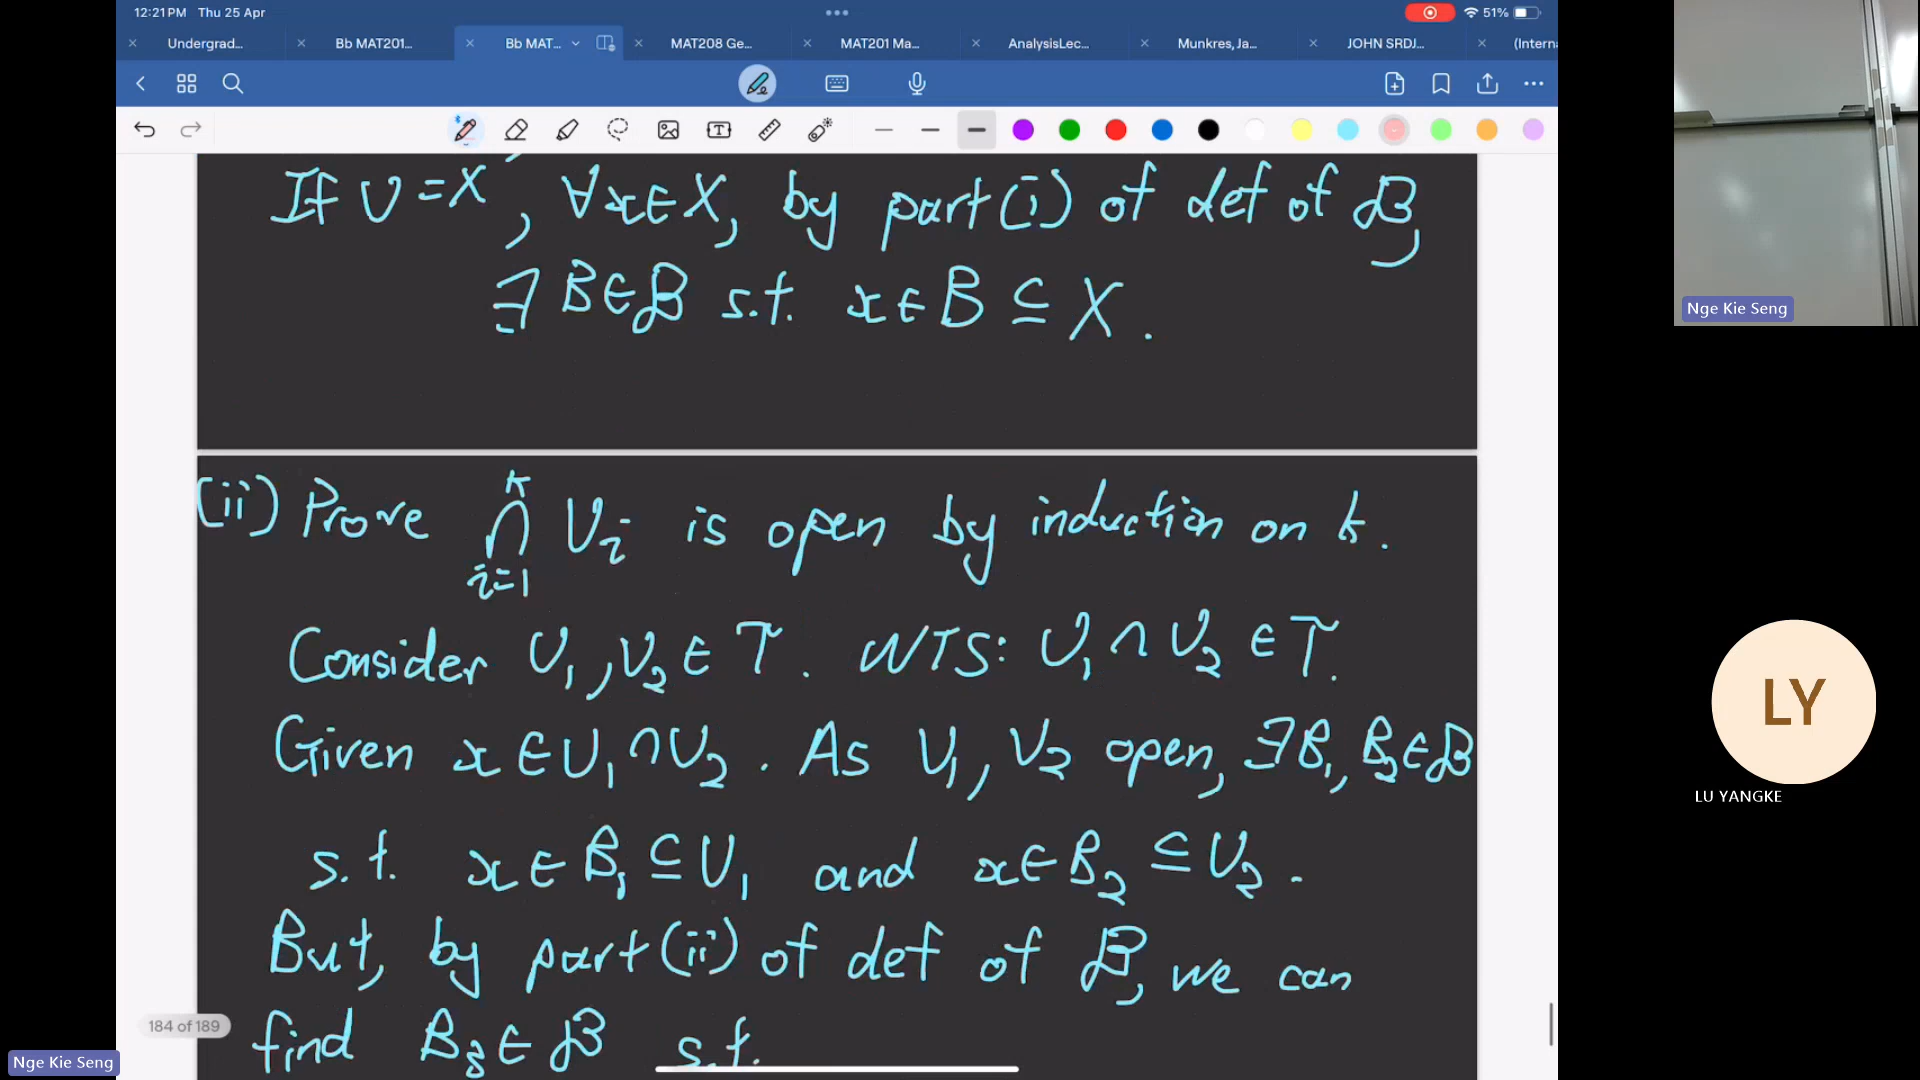 12:21 PM Thu 25 Apr
51%
Undergrad...
Bb MAT201...
Bb MAT...
MAT208 Ge...
MAT201 Ma...
AnalysisLec...
Munkres, Ja...
JOHN SRDJ...
(Intern
If U = X, ∀x∈X, by part (i) of def of ℬ,
∃ B∈ℬ s.t. x∈B ⊆ X.
(ii) Prove ⋂_{i=1}^{k} U_i is open by induction on k.
Consider U₁, U₂ ∈ T. WTS: U₁ ∩ U₂ ∈ T.
Given x∈U₁∩U₂. As U₁, U₂ open, ∃B₁, B₂∈ℬ
s.t. x∈B₁ ⊆ U₁ and x∈B₂ ⊆ U₂.
But, by part (ii) of def of ℬ, we can
find B₃∈ℬ s.t.
184 of 189
Nge Kie Seng
Nge Kie Seng
LY
LU YANGKE